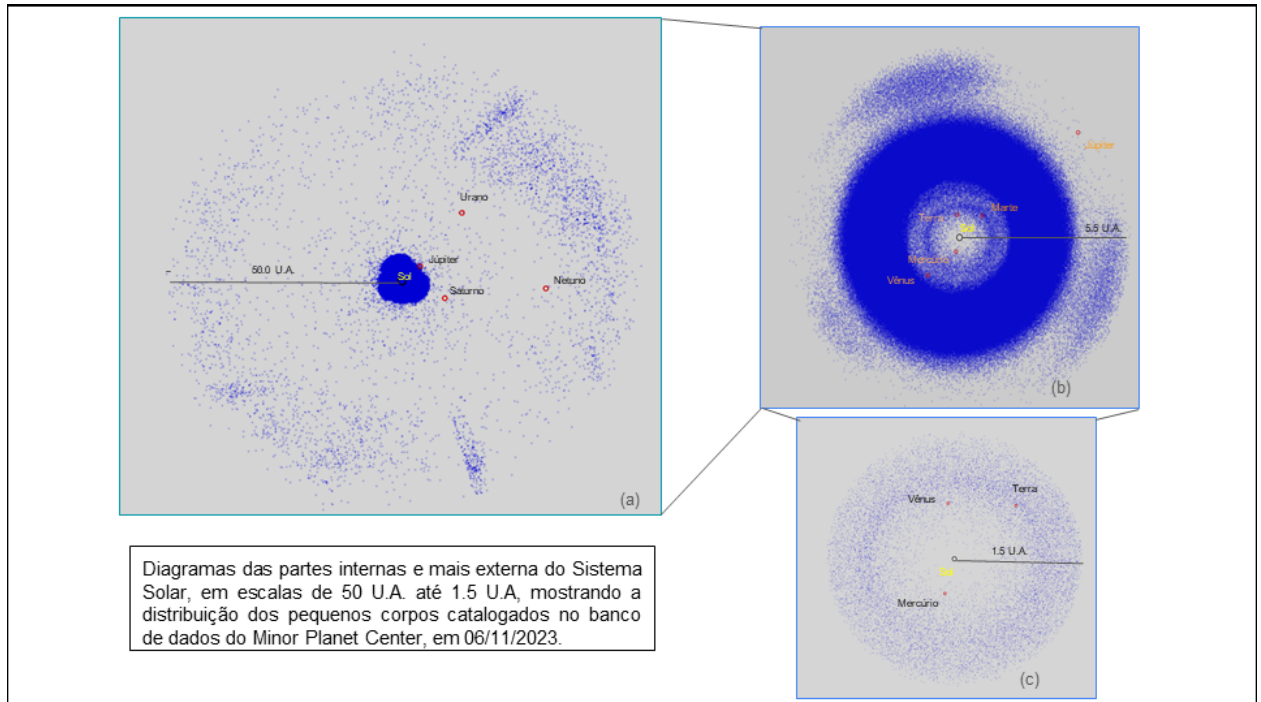 Urano
Júpiter
50.0 U.A.
Sol
Saturno
Netuno
(a)
Júpiter
Terra
Marte
Sol
5.5 U.A.
Mercúrio
Vênus
(b)
Vênus
Terra
1.5 U.A.
Sol
Mercúrio
(c)
Diagramas das partes internas e mais externa do Sistema
Solar, em escalas de 50 U.A. até 1.5 U.A, mostrando a
distribuição dos pequenos corpos catalogados no banco
de dados do Minor Planet Center, em 06/11/2023.